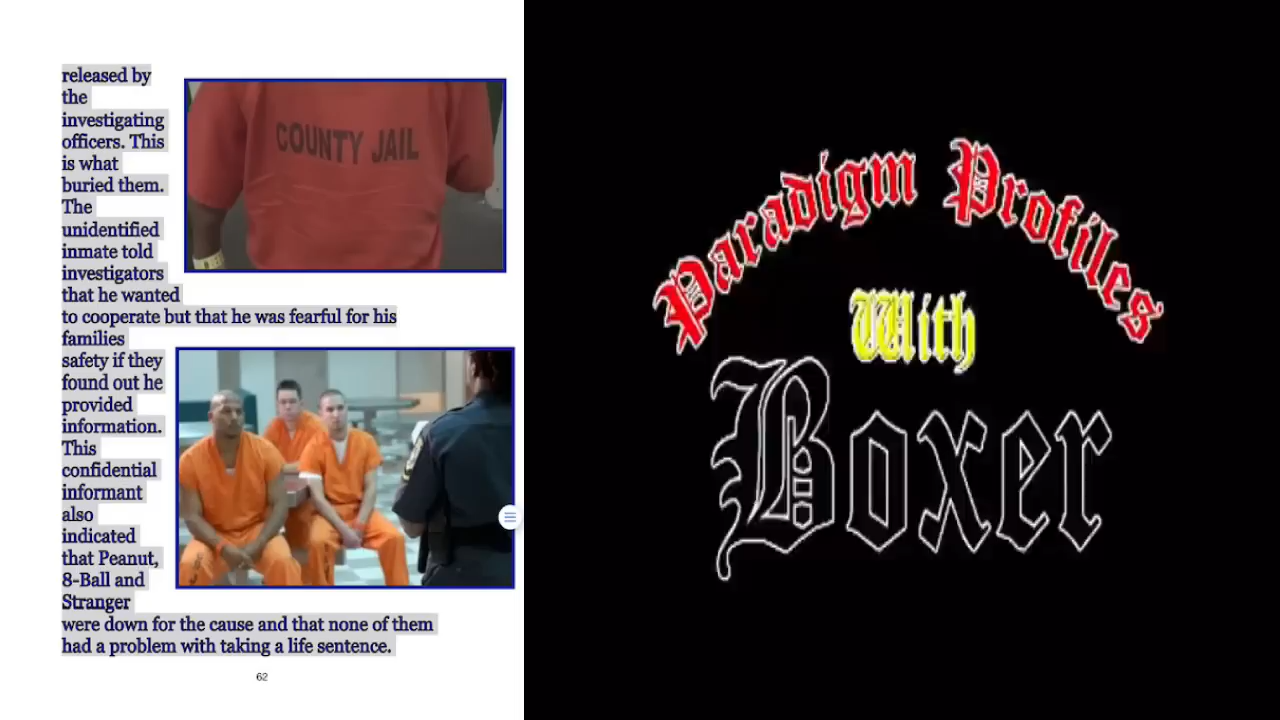 released by
the
investigating
officers. This
is what
buried them.
The
unidentified
inmate told
investigators
that he wanted
to cooperate but that he was fearful for his
families
safety if they
found out he
provided
information.
This
confidential
informant
also
indicated
that Peanut,
8-Ball and
Stranger
were down for the cause and that none of them
had a problem with taking a life sentence.
62
COUNTY JAIL
Paradigm Profiles
With
Boxer